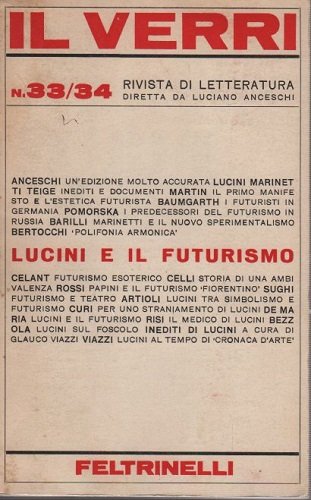 IL VERRI
N.33/34 RIVISTA DI LETTERATURA
DIRETTA DA LUCIANO ANCESCHI
ANCESCHI UN'EDIZIONE MOLTO ACCURATA LUCINI MARINET
TI TEIGE INEDITI E DOCUMENTI MARTIN IL PRIMO MANIFE
STO E L'ESTETICA FUTURISTA BAUMGARTH I FUTURISTI IN
GERMANIA POMORSKA I PREDECESSORI DEL FUTURISMO IN
RUSSIA BARILLI MARINETTI E IL NUOVO SPERIMENTALISMO
BERTOCCHI 'POLIFONIA ARMONICA'
LUCINI E IL FUTURISMO
CELANT FUTURISMO ESOTERICO CELLI STORIA DI UNA AMBI
VALENZA ROSSI PAPINI E IL FUTURISMO 'FIORENTINO' SUGHI
FUTURISMO E TEATRO ARTIOLI LUCINI TRA SIMBOLISMO E
FUTURISMO CURI PER UNO STRANIAMENTO DI LUCINI DE MA
RIA LUCINI E IL FUTURISMO RISI IL MEDICO DI LUCINI BEZZ
OLA LUCINI SUL FOSCOLO INEDITI DI LUCINI A CURA DI
GLAUCO VIAZZI VIAZZI LUCINI AL TEMPO DI 'CRONACA D'ARTE'
FELTRINELLI